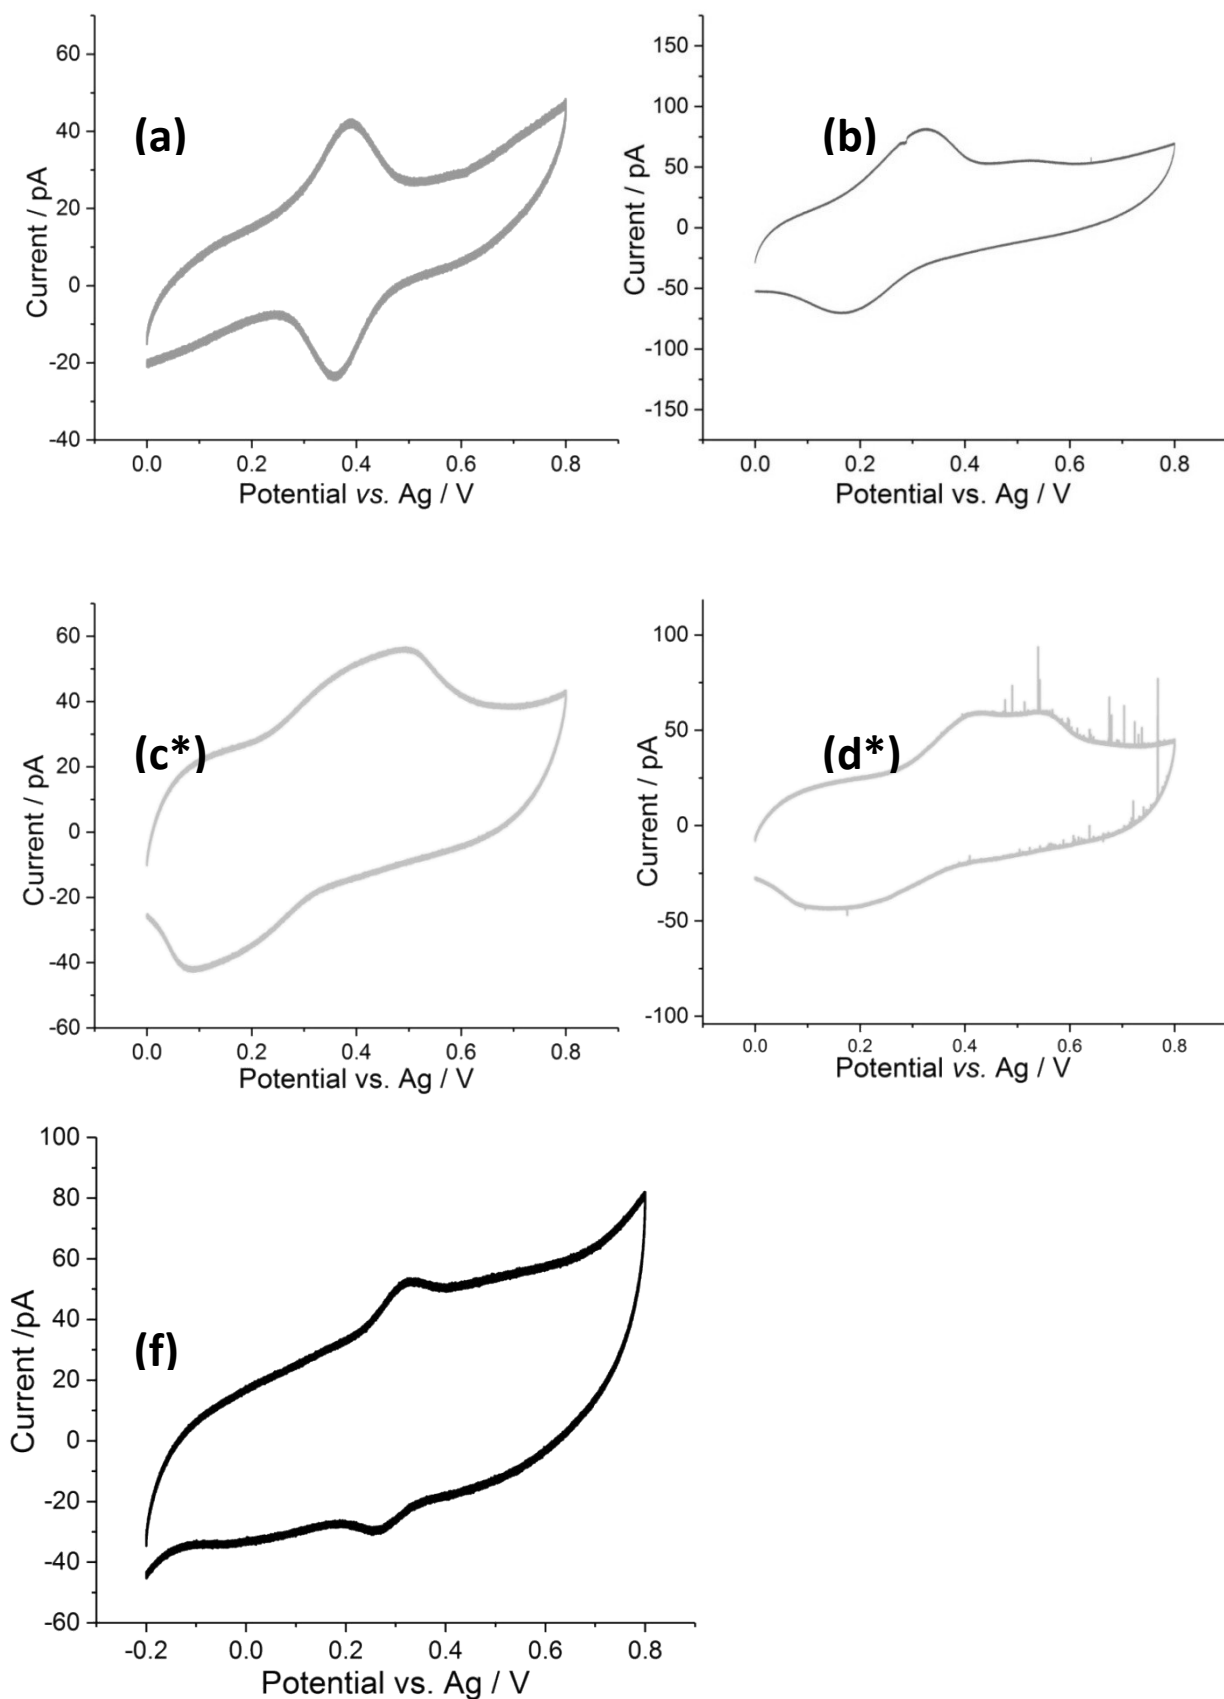 60
40
20
0
-20
-40
(a)
Current / pA
0.0 0.2 0.4 0.6 0.8
Potential vs. Ag / V
150
100
50
0
-50
-100
-150
(b)
Current / pA
0.0 0.2 0.4 0.6 0.8
Potential vs. Ag / V
60
40
20
0
-20
-40
-60
(c*)
Current / pA
0.0 0.2 0.4 0.6 0.8
Potential vs. Ag / V
100
50
0
-50
-100
(d*)
Current / pA
0.0 0.2 0.4 0.6 0.8
Potential vs. Ag / V
100
80
60
40
20
0
-20
-40
-60
(f)
Current /pA
-0.2 0.0 0.2 0.4 0.6 0.8
Potential vs. Ag / V